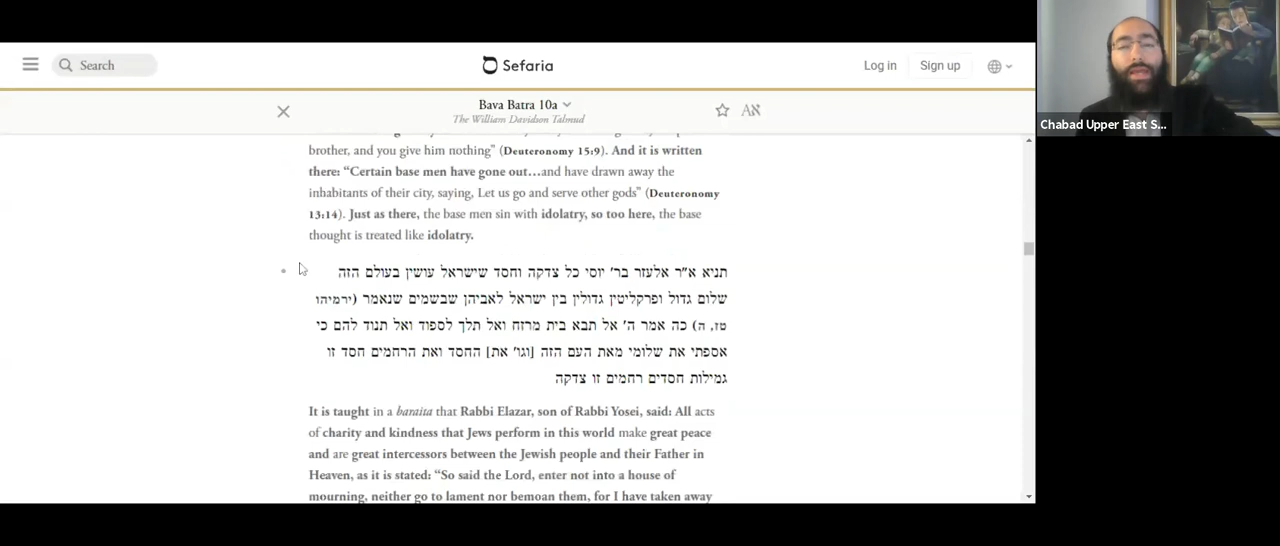 Search
Sefaria
Log in
Sign up
Bava Batra 10a
The William Davidson Talmud
brother, and you give him nothing" (Deuteronomy 15:9). And it is written
there: "Certain base men have gone out...and have drawn away the
inhabitants of their city, saying, Let us go and serve other gods" (Deuteronomy
13:14). Just as there, the base men sin with idolatry, so too here, the base
thought is treated like idolatry.
תניא א״ר אלעזר בר׳ יוסי כל צדקה וחסד שישראל עושין בעולם הזה
שלום גדול ופרקליטין גדולין בין ישראל לאביהן שבשמים שנאמר (ירמיהו
טז, ה) כה אמר ה׳ אל תבא בית מרזח ואל תלך לספוד ואל תנוד להם כי
אספתי את שלומי מאת העם הזה [וגו׳ את] החסד ואת הרחמים חסד זו
גמילות חסדים רחמים זו צדקה
It is taught in a baraita that Rabbi Elazar, son of Rabbi Yosei, said: All acts
of charity and kindness that Jews perform in this world make great peace
and are great intercessors between the Jewish people and their Father in
Heaven, as it is stated: "So said the Lord, enter not into a house of
mourning, neither go to lament nor bemoan them, for I have taken away
Chabad Upper East S...